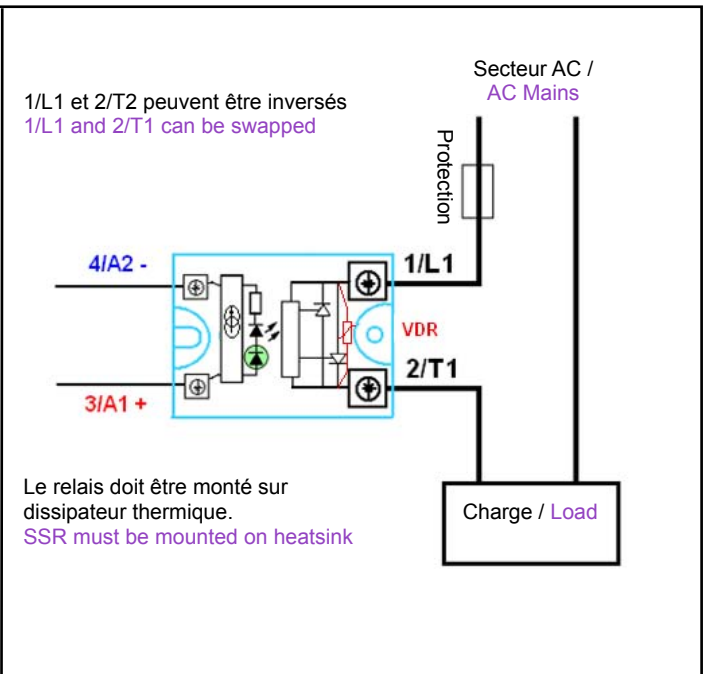 Secteur AC /
AC Mains
1/L1 et 2/T2 peuvent être inversés
1/L1 and 2/T1 can be swapped
Protection
4/A2 -
1/L1
VDR
2/T1
3/A1 +
Le relais doit être monté sur
dissipateur thermique.
SSR must be mounted on heatsink
Charge / Load